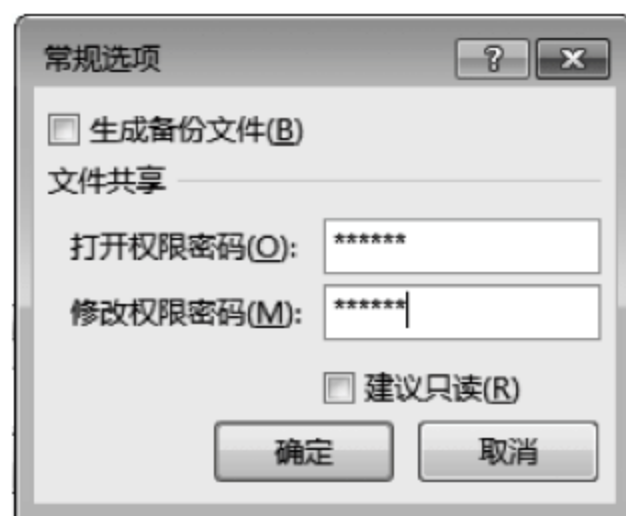 常规选项
生成备份文件(B)
文件共享
打开权限密码(O): ******
修改权限密码(M): ******
建议只读(R)
确定 取消